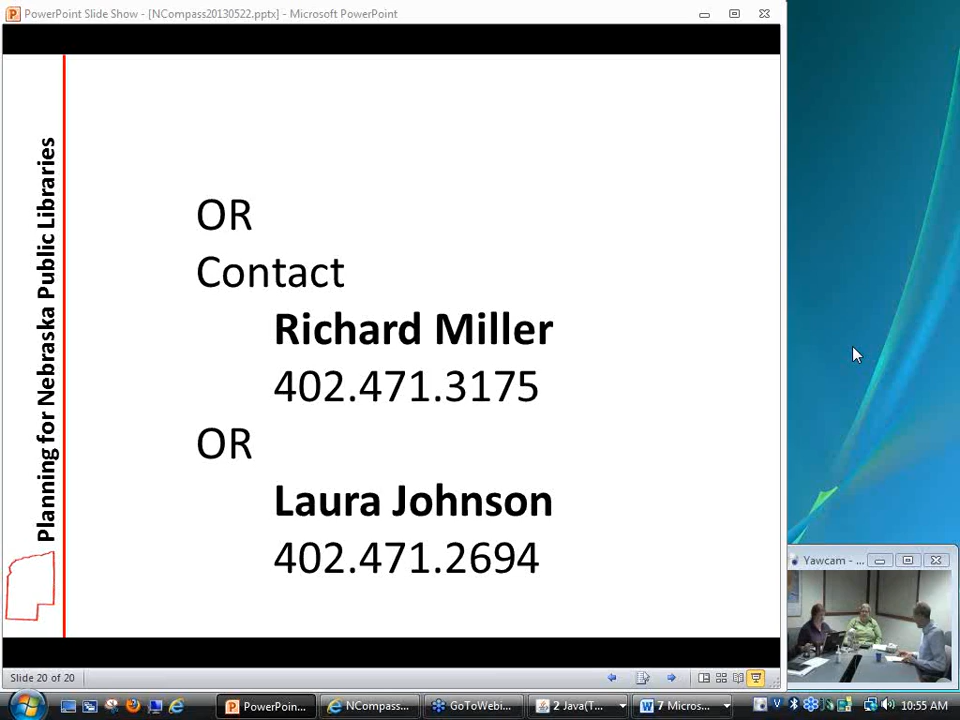 PowerPoint Slide Show - [NCompass20130522.pptx] - Microsoft PowerPoint
Planning for Nebraska Public Libraries
OR
Contact
Richard Miller
402.471.3175
OR
Laura Johnson
402.471.2694
Yawcam - ...
Slide 20 of 20
PowerPoin...
NCompass...
GoToWebi...
2 Java(T...
7 Micros...
10:55 AM